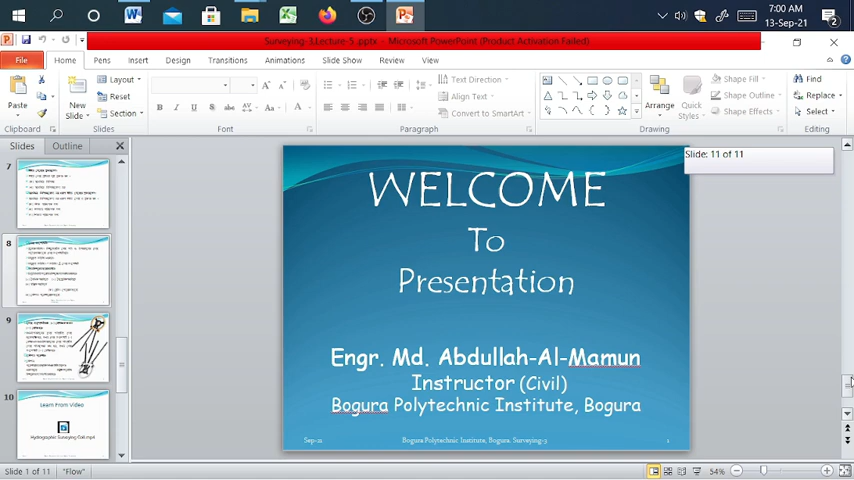 7:00 AM
13-Sep-21
2
Surveying-3.Lecture-5 .pptx - Microsoft PowerPoint (Product Activation Failed)
File
Home
Pens
Insert
Design
Transitions
Animations
Slide Show
Review
View
Paste
Clipboard
New
Slide
Layout
Reset
Section
Slides
Font
Text Direction
Align Text
Convert to SmartArt
Paragraph
Arrange
Quick
Styles
Shape Fill
Shape Outline
Shape Effects
Drawing
Find
Replace
Select
Editing
Slides
Outline
7
8
9
10
Learn From Video
Slide: 11 of 11
WELCOME
To
Presentation
Engr. Md. Abdullah-Al-Mamun
Instructor (Civil)
Bogura Polytechnic Institute, Bogura
Sep-21
Bogura Polytechnic Institute, Bogura. Surveying-3
1
Slide 1 of 11
"Flow"
54%